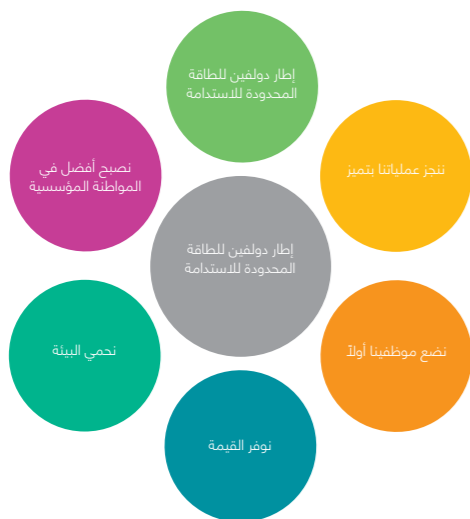 إطار دولفين للطاقة
المحدودة للاستدامة
ننجز عملياتنا بتميز
نصبح أفضل في
المواطنة المؤسسية
إطار دولفين للطاقة
المحدودة للاستدامة
نضع موظفينا أولاً
نحمي البيئة
نوفر القيمة